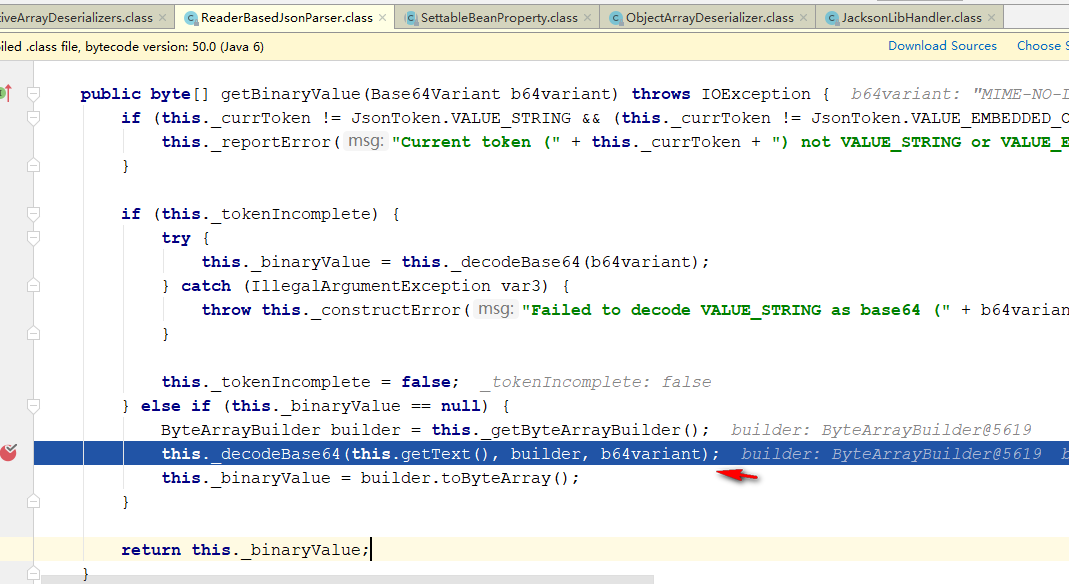 tiveArrayDeserializers.class × ReaderBasedJsonParser.class × SettableBeanProperty.class × ObjectArrayDeserializer.class × JacksonLibHandler.class ×
iled .class file, bytecode version: 50.0 (Java 6) Download Sources Choose S
public byte[] getBinaryValue(Base64Variant b64variant) throws IOException { b64variant: "MIME-NO-L
if (this._currToken != JsonToken.VALUE_STRING && (this._currToken != JsonToken.VALUE_EMBEDDED_O
this._reportError( msg: "Current token (" + this._currToken + ") not VALUE_STRING or VALUE_E
}
if (this._tokenIncomplete) {
try {
this._binaryValue = this._decodeBase64(b64variant);
} catch (IllegalArgumentException var3) {
throw this._constructError( msg: "Failed to decode VALUE_STRING as base64 (" + b64varian
}
this._tokenIncomplete = false; _tokenIncomplete: false
} else if (this._binaryValue == null) {
ByteArrayBuilder builder = this._getByteArrayBuilder(); builder: ByteArrayBuilder@5619
this._decodeBase64(this.getText(), builder, b64variant); builder: ByteArrayBuilder@5619 b
this._binaryValue = builder.toByteArray();
}
return this._binaryValue;
}